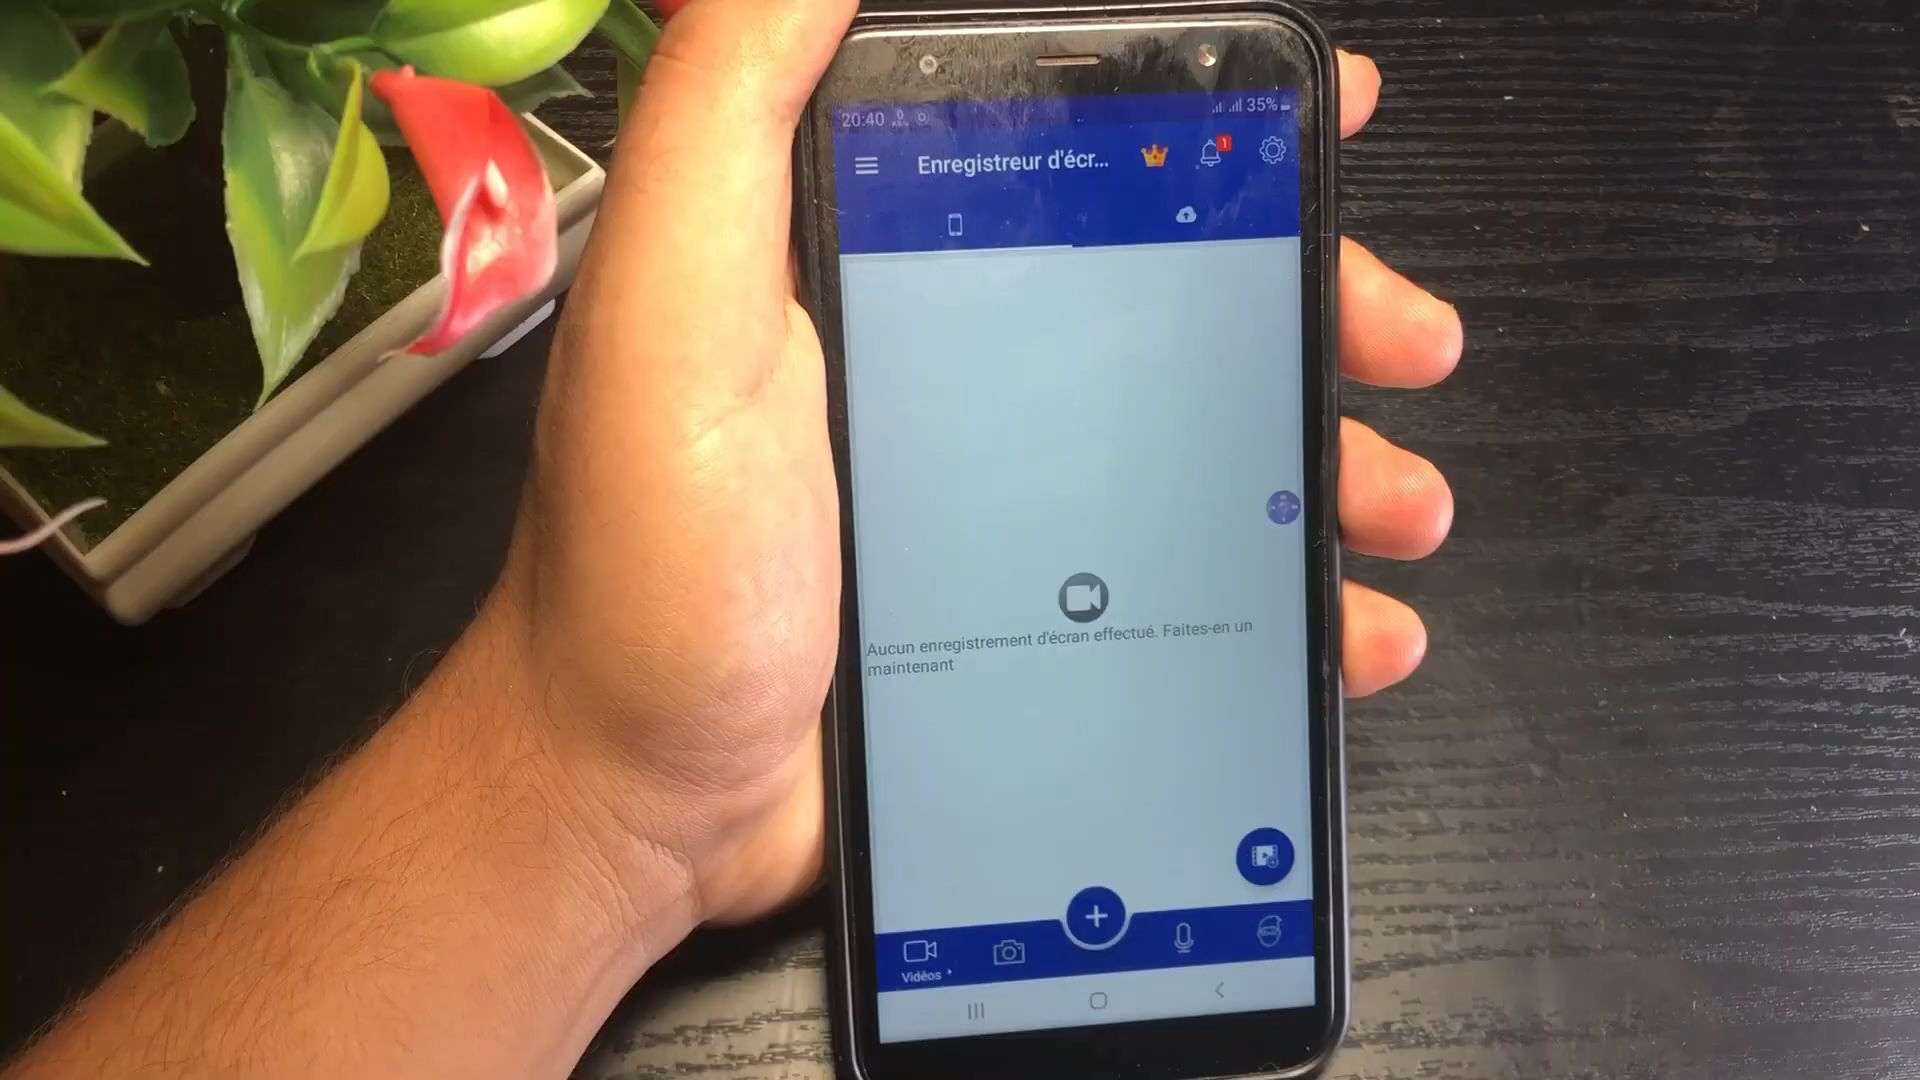 20:40
35%
Enregistreur d'écr...
1
Aucun enregistrement d'écran effectué. Faites-en un
maintenant
Vidéos